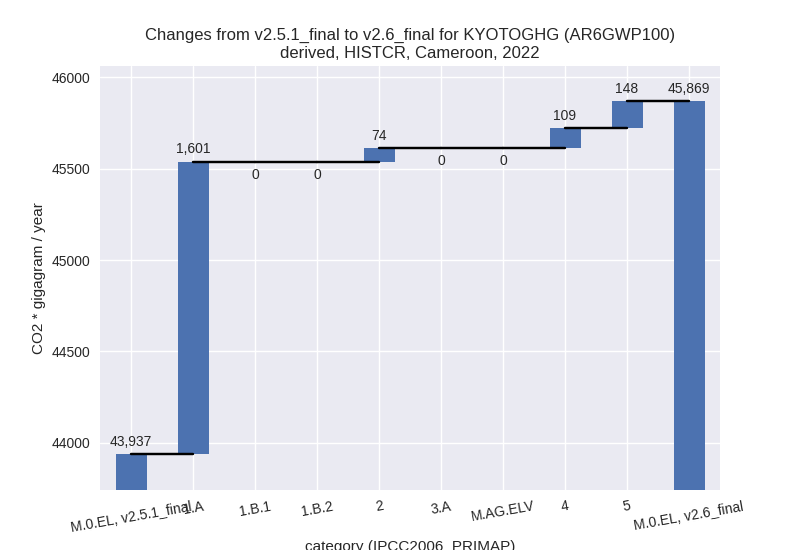 Changes from v2.5.1_final to v2.6_final for KYOTOGHG (AR6GWP100)
derived, HISTCR, Cameroon, 2022
46000
45500
45000
44500
44000
CO2 * gigagram / year
43,937
1,601
0
0
74
0
0
109
148
45,869
M.0.EL, v2.5.1_final
1.A
1.B.1
1.B.2
2
3.A
M.AG.ELV
4
5
M.0.EL, v2.6_final
category (IPCC2006_PRIMAP)